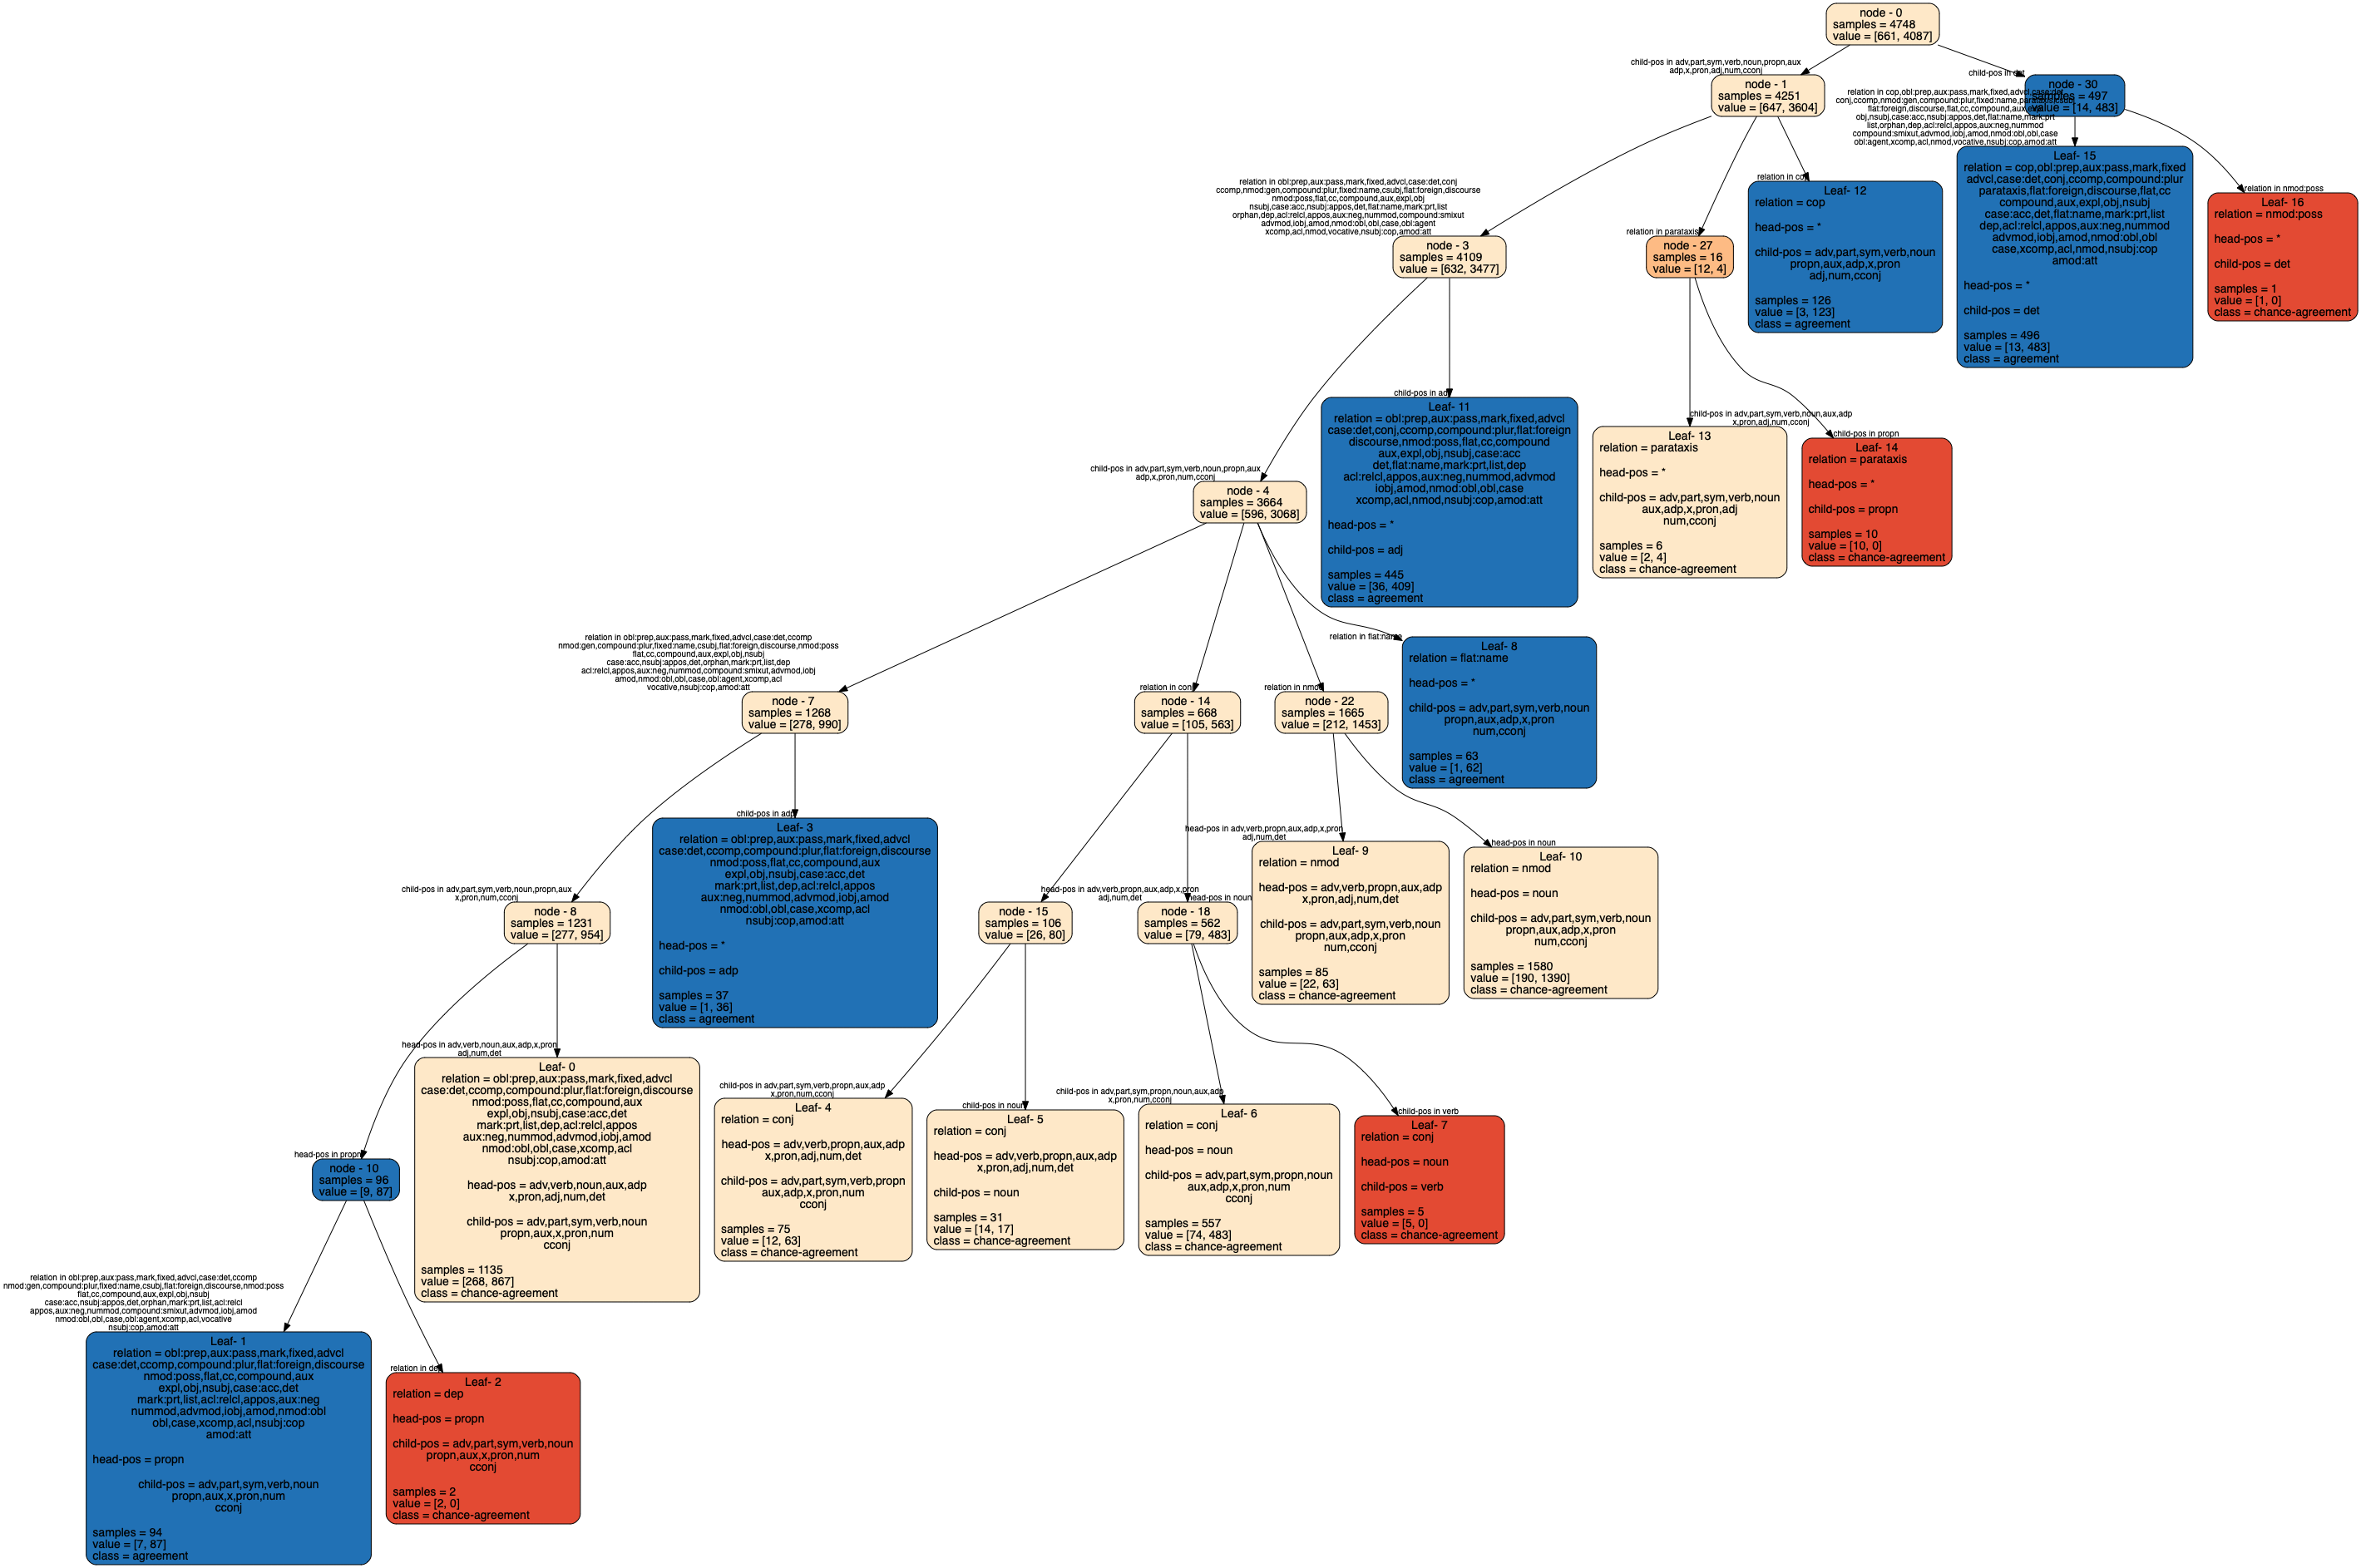 node - 0
samples = 4748
value = [661, 4087]
child-pos in adv,part,sym,verb,noun,propn,aux
adp,x,pron,adj,num,cconj
node - 1
samples = 4251
value = [647, 3604]
child-pos in det
node - 30
samples = 497
value = [14, 483]
relation in cop,obl:prep,aux:pass,mark,fixed,advcl,case:det
conj,ccomp,nmod:gen,compound:plur,fixed:name,parataxis,csubj
flat:foreign,discourse,flat,cc,compound,aux,expl
obj,nsubj,case:acc,nsubj:appos,det,flat:name,mark:prt
list,orphan,dep,acl:relcl,appos,aux:neg,nummod
compound:smixut,advmod,iobj,amod,nmod:obl,obl,case
obl:agent,xcomp,acl,nmod,vocative,nsubj:cop,amod:att
Leaf- 15
relation = cop,obl:prep,aux:pass,mark,fixed
advcl,case:det,conj,ccomp,compound:plur
parataxis,flat:foreign,discourse,flat,cc
compound,aux,expl,obj,nsubj
case:acc,det,flat:name,mark:prt,list
dep,acl:relcl,appos,aux:neg,nummod
advmod,iobj,amod,nmod:obl,obl
case,xcomp,acl,nmod,nsubj:cop
amod:att
head-pos = *
child-pos = det
samples = 496
value = [13, 483]
class = agreement
relation in nmod:poss
Leaf- 16
relation = nmod:poss
head-pos = *
child-pos = det
samples = 1
value = [1, 0]
class = chance-agreement
relation in obl:prep,aux:pass,mark,fixed,advcl,case:det,conj
ccomp,nmod:gen,compound:plur,fixed:name,csubj,flat:foreign,discourse
nmod:poss,flat,cc,compound,aux,expl,obj
nsubj,case:acc,nsubj:appos,det,flat:name,mark:prt,list
orphan,dep,acl:relcl,appos,aux:neg,nummod,compound:smixut
advmod,iobj,amod,nmod:obl,obl,case,obl:agent
xcomp,acl,nmod,vocative,nsubj:cop,amod:att
node - 3
samples = 4109
value = [632, 3477]
relation in parataxis
node - 27
samples = 16
value = [12, 4]
relation in cop
Leaf- 12
relation = cop
head-pos = *
child-pos = adv,part,sym,verb,noun
propn,aux,adp,x,pron
adj,num,cconj
samples = 126
value = [3, 123]
class = agreement
child-pos in adj
Leaf- 11
relation = obl:prep,aux:pass,mark,fixed,advcl
case:det,conj,ccomp,compound:plur,flat:foreign
discourse,nmod:poss,flat,cc,compound
aux,expl,obj,nsubj,case:acc
det,flat:name,mark:prt,list,dep
acl:relcl,appos,aux:neg,nummod,advmod
iobj,amod,nmod:obl,obl,case
xcomp,acl,nmod,nsubj:cop,amod:att
head-pos = *
child-pos = adj
samples = 445
value = [36, 409]
class = agreement
child-pos in adv,part,sym,verb,noun,aux,adp
x,pron,adj,num,cconj
Leaf- 13
relation = parataxis
head-pos = *
child-pos = adv,part,sym,verb,noun
aux,adp,x,pron,adj
num,cconj
samples = 6
value = [2, 4]
class = chance-agreement
child-pos in propn
Leaf- 14
relation = parataxis
head-pos = *
child-pos = propn
samples = 10
value = [10, 0]
class = chance-agreement
child-pos in adv,part,sym,verb,noun,propn,aux
adp,x,pron,num,cconj
node - 4
samples = 3664
value = [596, 3068]
relation in obl:prep,aux:pass,mark,fixed,advcl,case:det,ccomp
nmod:gen,compound:plur,fixed:name,csubj,flat:foreign,discourse,nmod:poss
flat,cc,compound,aux,expl,obj,nsubj
case:acc,nsubj:appos,det,orphan,mark:prt,list,dep
acl:relcl,appos,aux:neg,nummod,compound:smixut,advmod,iobj
amod,nmod:obl,obl,case,obl:agent,xcomp,acl
vocative,nsubj:cop,amod:att
node - 7
samples = 1268
value = [278, 990]
relation in conj
node - 14
samples = 668
value = [105, 563]
relation in nmod
node - 22
samples = 1665
value = [212, 1453]
relation in flat:name
Leaf- 8
relation = flat:name
head-pos = *
child-pos = adv,part,sym,verb,noun
propn,aux,adp,x,pron
num,cconj
samples = 63
value = [1, 62]
class = agreement
child-pos in adv,part,sym,verb,noun,propn,aux
x,pron,num,cconj
node - 8
samples = 1231
value = [277, 954]
child-pos in adp
Leaf- 3
relation = obl:prep,aux:pass,mark,fixed,advcl
case:det,ccomp,compound:plur,flat:foreign,discourse
nmod:poss,flat,cc,compound,aux
expl,obj,nsubj,case:acc,det
mark:prt,list,dep,acl:relcl,appos
aux:neg,nummod,advmod,iobj,amod
nmod:obl,obl,case,xcomp,acl
nsubj:cop,amod:att
head-pos = *
child-pos = adp
samples = 37
value = [1, 36]
class = agreement
head-pos in adv,verb,propn,aux,adp,x,pron
adj,num,det
node - 15
samples = 106
value = [26, 80]
head-pos in noun
node - 18
samples = 562
value = [79, 483]
head-pos in adv,verb,propn,aux,adp,x,pron
adj,num,det
Leaf- 9
relation = nmod
head-pos = adv,verb,propn,aux,adp
x,pron,adj,num,det
child-pos = adv,part,sym,verb,noun
propn,aux,adp,x,pron
num,cconj
samples = 85
value = [22, 63]
class = chance-agreement
head-pos in noun
Leaf- 10
relation = nmod
head-pos = noun
child-pos = adv,part,sym,verb,noun
propn,aux,adp,x,pron
num,cconj
samples = 1580
value = [190, 1390]
class = chance-agreement
head-pos in propn
node - 10
samples = 96
value = [9, 87]
head-pos in adv,verb,noun,aux,adp,x,pron
adj,num,det
Leaf- 0
relation = obl:prep,aux:pass,mark,fixed,advcl
case:det,ccomp,compound:plur,flat:foreign,discourse
nmod:poss,flat,cc,compound,aux
expl,obj,nsubj,case:acc,det
mark:prt,list,dep,acl:relcl,appos
aux:neg,nummod,advmod,iobj,amod
nmod:obl,obl,case,xcomp,acl
nsubj:cop,amod:att
head-pos = adv,verb,noun,aux,adp
x,pron,adj,num,det
child-pos = adv,part,sym,verb,noun
propn,aux,x,pron,num
cconj
samples = 1135
value = [268, 867]
class = chance-agreement
child-pos in adv,part,sym,verb,propn,aux,adp
x,pron,num,cconj
Leaf- 4
relation = conj
head-pos = adv,verb,propn,aux,adp
x,pron,adj,num,det
child-pos = adv,part,sym,verb,propn
aux,adp,x,pron,num
cconj
samples = 75
value = [12, 63]
class = chance-agreement
child-pos in noun
Leaf- 5
relation = conj
head-pos = adv,verb,propn,aux,adp
x,pron,adj,num,det
child-pos = noun
samples = 31
value = [14, 17]
class = chance-agreement
child-pos in adv,part,sym,propn,noun,aux,adp
x,pron,num,cconj
Leaf- 6
relation = conj
head-pos = noun
child-pos = adv,part,sym,propn,noun
aux,adp,x,pron,num
cconj
samples = 557
value = [74, 483]
class = chance-agreement
child-pos in verb
Leaf- 7
relation = conj
head-pos = noun
child-pos = verb
samples = 5
value = [5, 0]
class = chance-agreement
relation in obl:prep,aux:pass,mark,fixed,advcl,case:det,ccomp
nmod:gen,compound:plur,fixed:name,csubj,flat:foreign,discourse,nmod:poss
flat,cc,compound,aux,expl,obj,nsubj
case:acc,nsubj:appos,det,orphan,mark:prt,list,acl:relcl
appos,aux:neg,nummod,compound:smixut,advmod,iobj,amod
nmod:obl,obl,case,obl:agent,xcomp,acl,vocative
nsubj:cop,amod:att
Leaf- 1
relation = obl:prep,aux:pass,mark,fixed,advcl
case:det,ccomp,compound:plur,flat:foreign,discourse
nmod:poss,flat,cc,compound,aux
expl,obj,nsubj,case:acc,det
mark:prt,list,acl:relcl,appos,aux:neg
nummod,advmod,iobj,amod,nmod:obl
obl,case,xcomp,acl,nsubj:cop
amod:att
head-pos = propn
child-pos = adv,part,sym,verb,noun
propn,aux,x,pron,num
cconj
samples = 94
value = [7, 87]
class = agreement
relation in dep
Leaf- 2
relation = dep
head-pos = propn
child-pos = adv,part,sym,verb,noun
propn,aux,x,pron,num
cconj
samples = 2
value = [2, 0]
class = chance-agreement